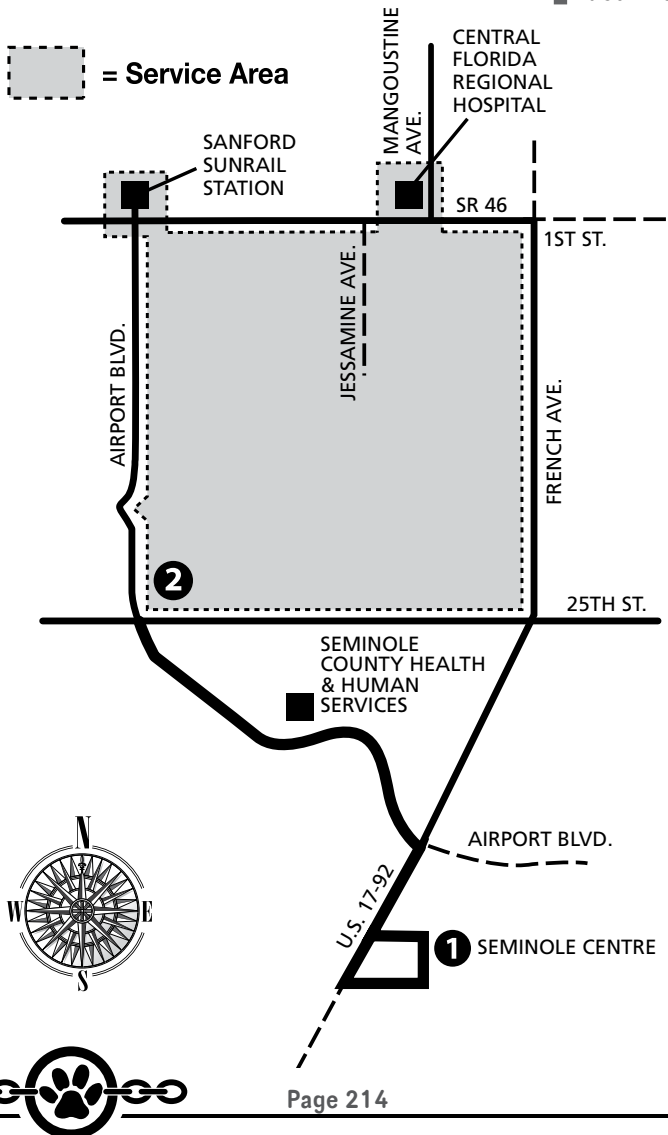 = Service Area
MANGOUSTINE
AVE.
CENTRAL
FLORIDA
REGIONAL
HOSPITAL
SANFORD
SUNRAIL
STATION
SR 46
1ST ST.
JESSAMINE AVE.
AIRPORT BLVD.
FRENCH AVE.
2
25TH ST.
SEMINOLE
COUNTY HEALTH
& HUMAN
SERVICES
N
W
E
S
AIRPORT BLVD.
U.S. 17-92
1 SEMINOLE CENTRE
Page 214